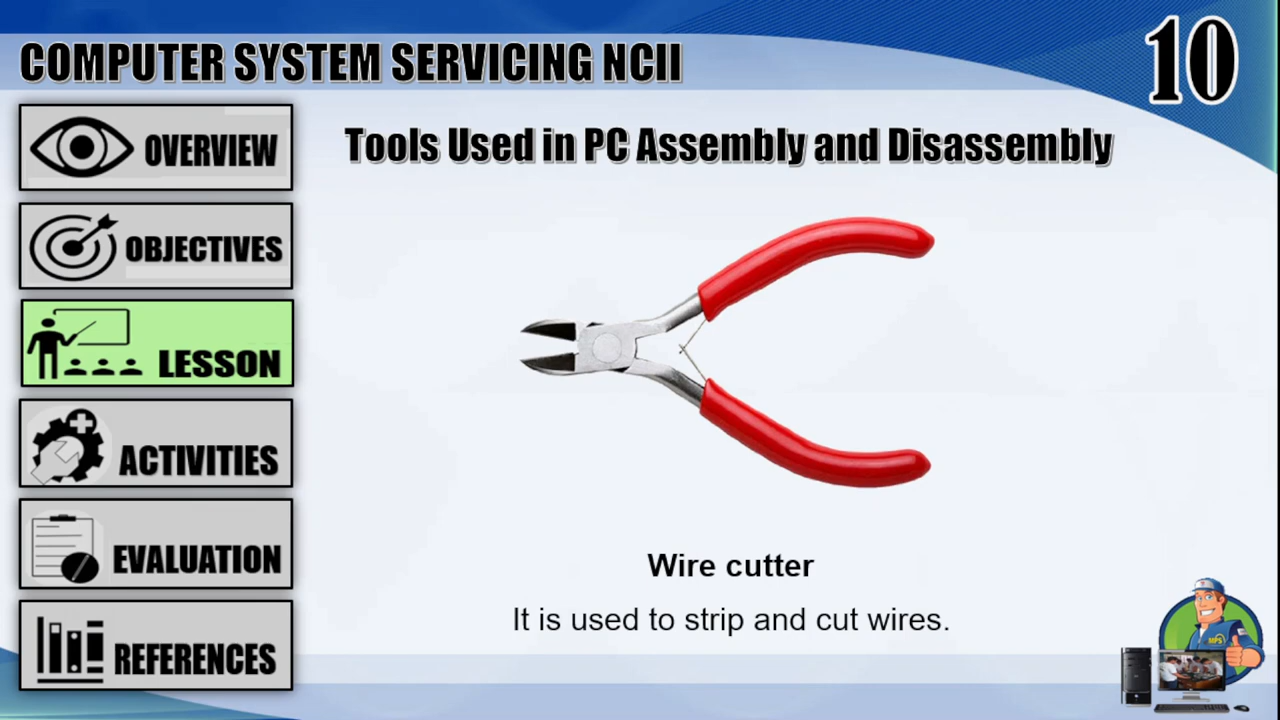 COMPUTER SYSTEM SERVICING NCII
10
OVERVIEW
OBJECTIVES
LESSON
ACTIVITIES
EVALUATION
REFERENCES
Tools Used in PC Assembly and Disassembly
Wire cutter
It is used to strip and cut wires.
MPS